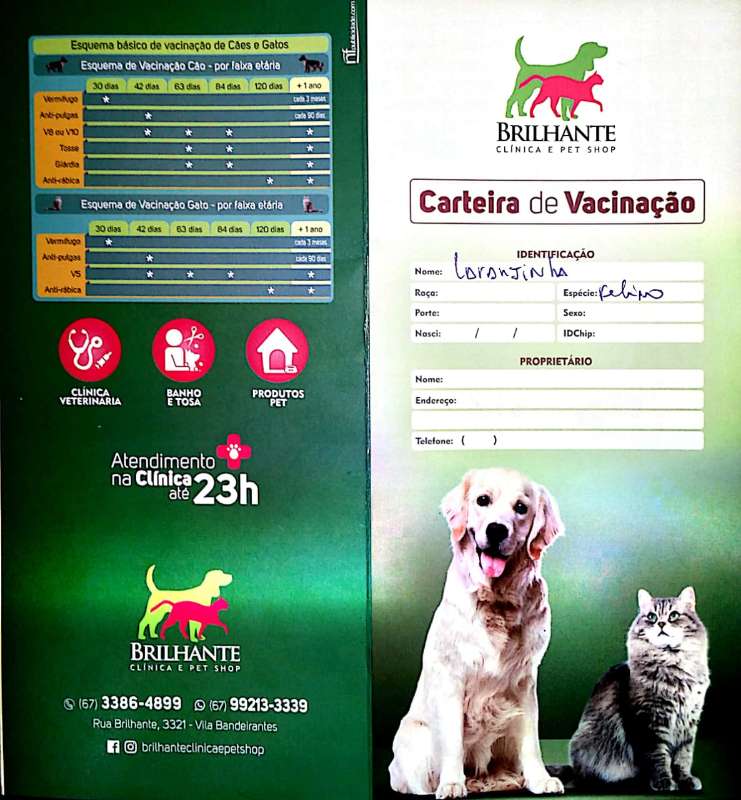 nf publicidade.com
Esquema básico de vacinação de Cães e Gatos
Esquema de Vacinação Cão - por faixa etária
30 dias 42 dias 63 dias 84 dias 120 dias + 1 ano
Vermífugo * cada 3 meses
Anti-pulgas * cada 90 dias
V8 ou V10 * * * *
Tosse * * *
Giárdia * * *
Anti-rábica * *
Esquema de Vacinação Gato - por faixa etária
30 dias 42 dias 63 dias 84 dias 120 dias + 1 ano
Vermífugo * cada 3 meses
Anti-pulgas * cada 90 dias
V5 * * * *
Anti-rábica * *
CLÍNICA
VETERINÁRIA
BANHO
E TOSA
PRODUTOS
PET
Atendimento
na Clínica
até 23h
BRILHANTE
CLÍNICA E PET SHOP
(67) 3386-4899 (67) 99213-3339
Rua Brilhante, 3321 - Vila Bandeirantes
brilhanteclinicaepetshop
BRILHANTE
CLÍNICA E PET SHOP
Carteira de Vacinação
IDENTIFICAÇÃO
Nome: Laranjinha
Raça: Espécie: Felino
Porte: Sexo:
Nasci: / / IDChip:
PROPRIETÁRIO
Nome:
Endereço:
Telefone: ( )